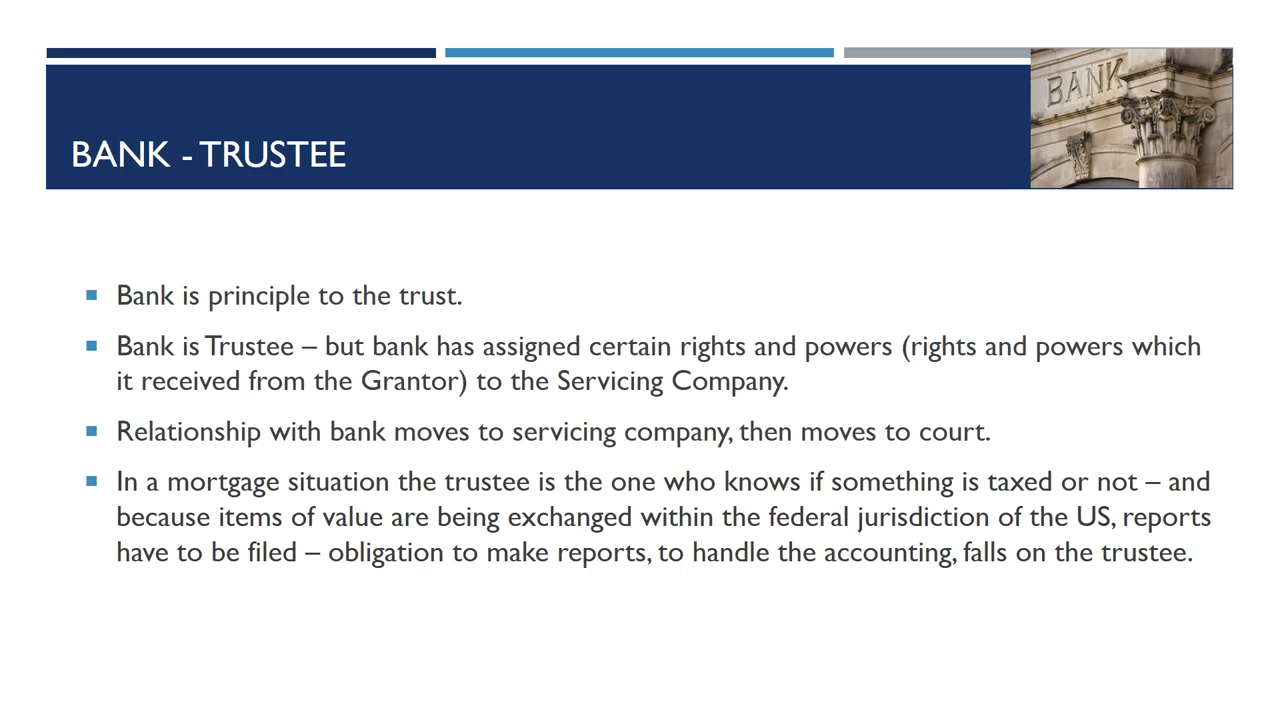 BANK
BANK - TRUSTEE
Bank is principle to the trust.
Bank is Trustee – but bank has assigned certain rights and powers (rights and powers which
it received from the Grantor) to the Servicing Company.
Relationship with bank moves to servicing company, then moves to court.
In a mortgage situation the trustee is the one who knows if something is taxed or not – and
because items of value are being exchanged within the federal jurisdiction of the US, reports
have to be filed – obligation to make reports, to handle the accounting, falls on the trustee.